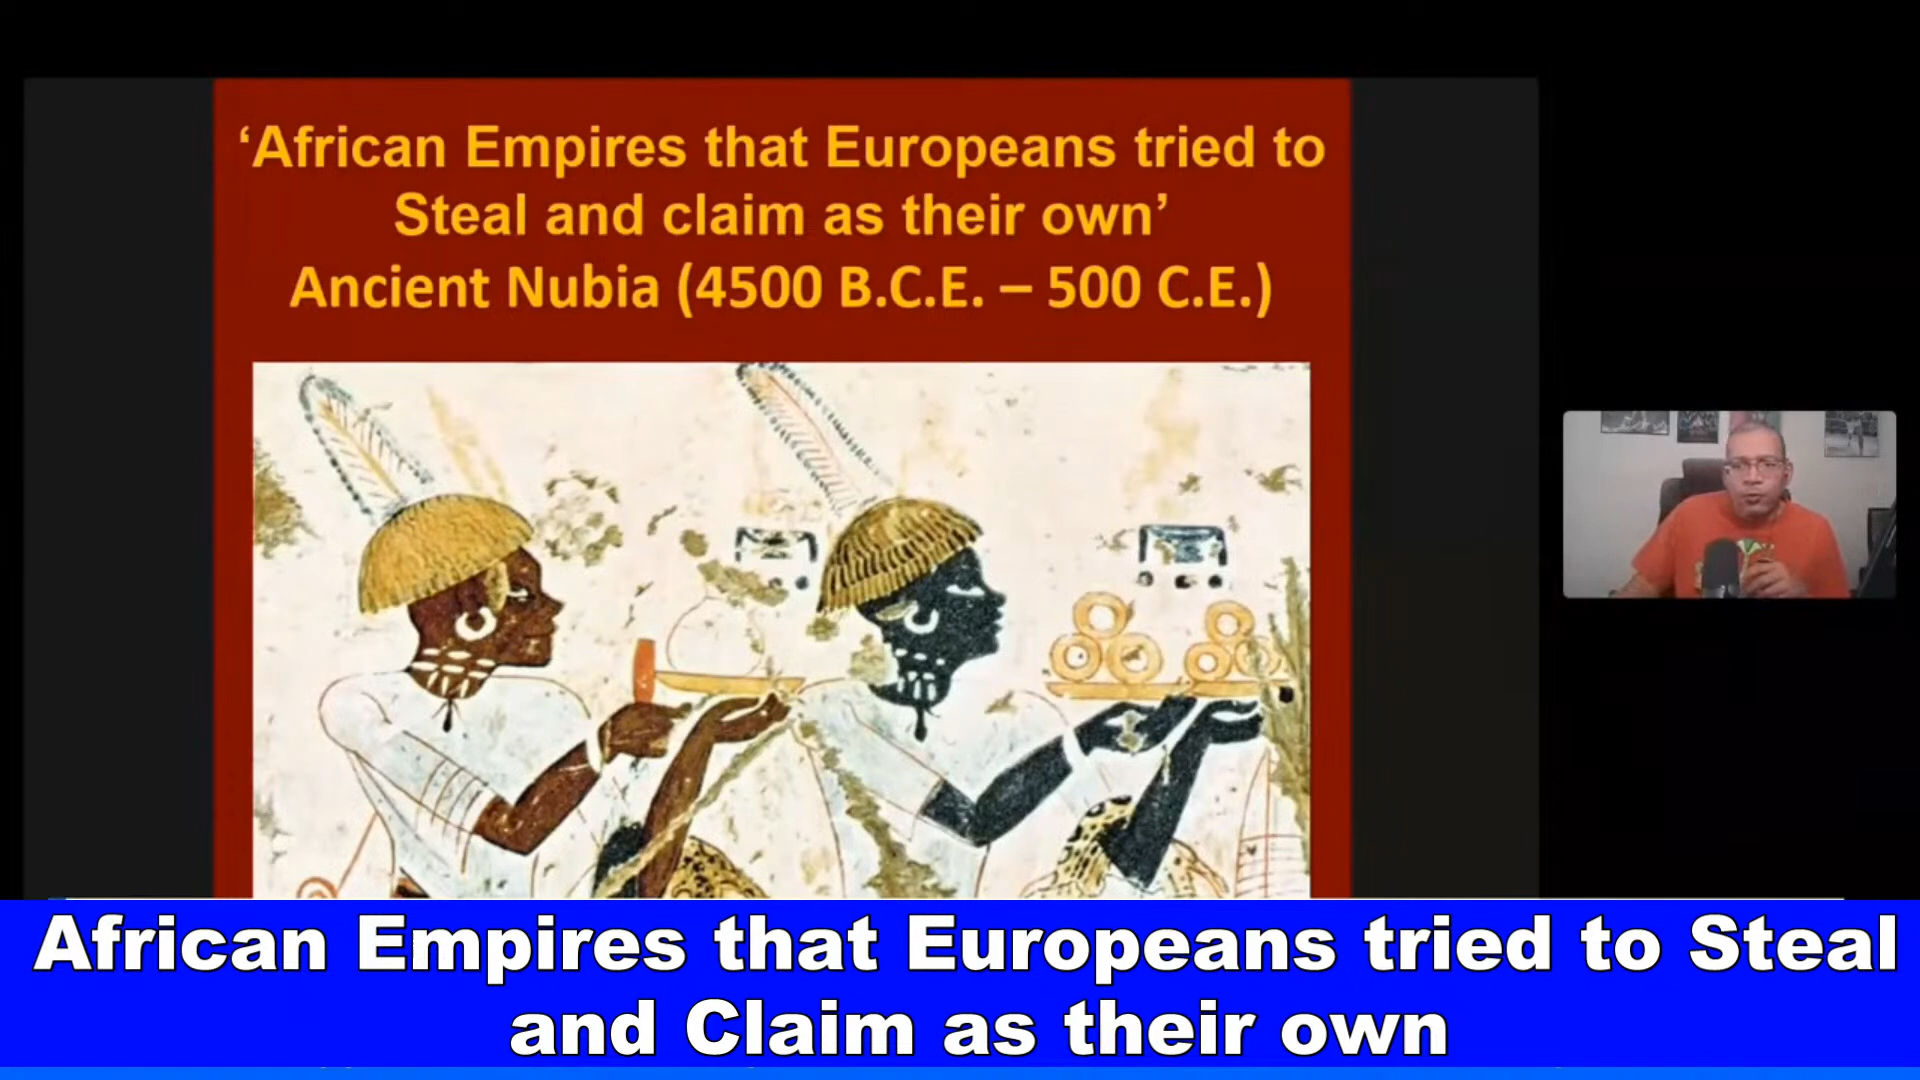 ‘African Empires that Europeans tried to
Steal and claim as their own’
Ancient Nubia (4500 B.C.E. – 500 C.E.)
African Empires that Europeans tried to Steal
and Claim as their own